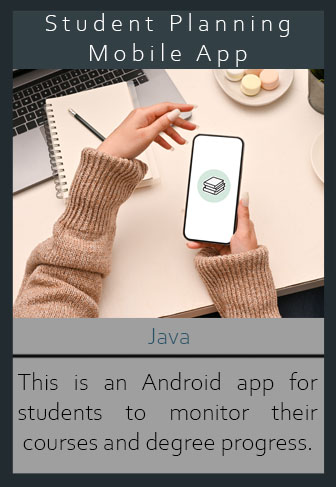 Student Planning
Mobile App
Java
This is an Android app for
students to monitor their
courses and degree progress.